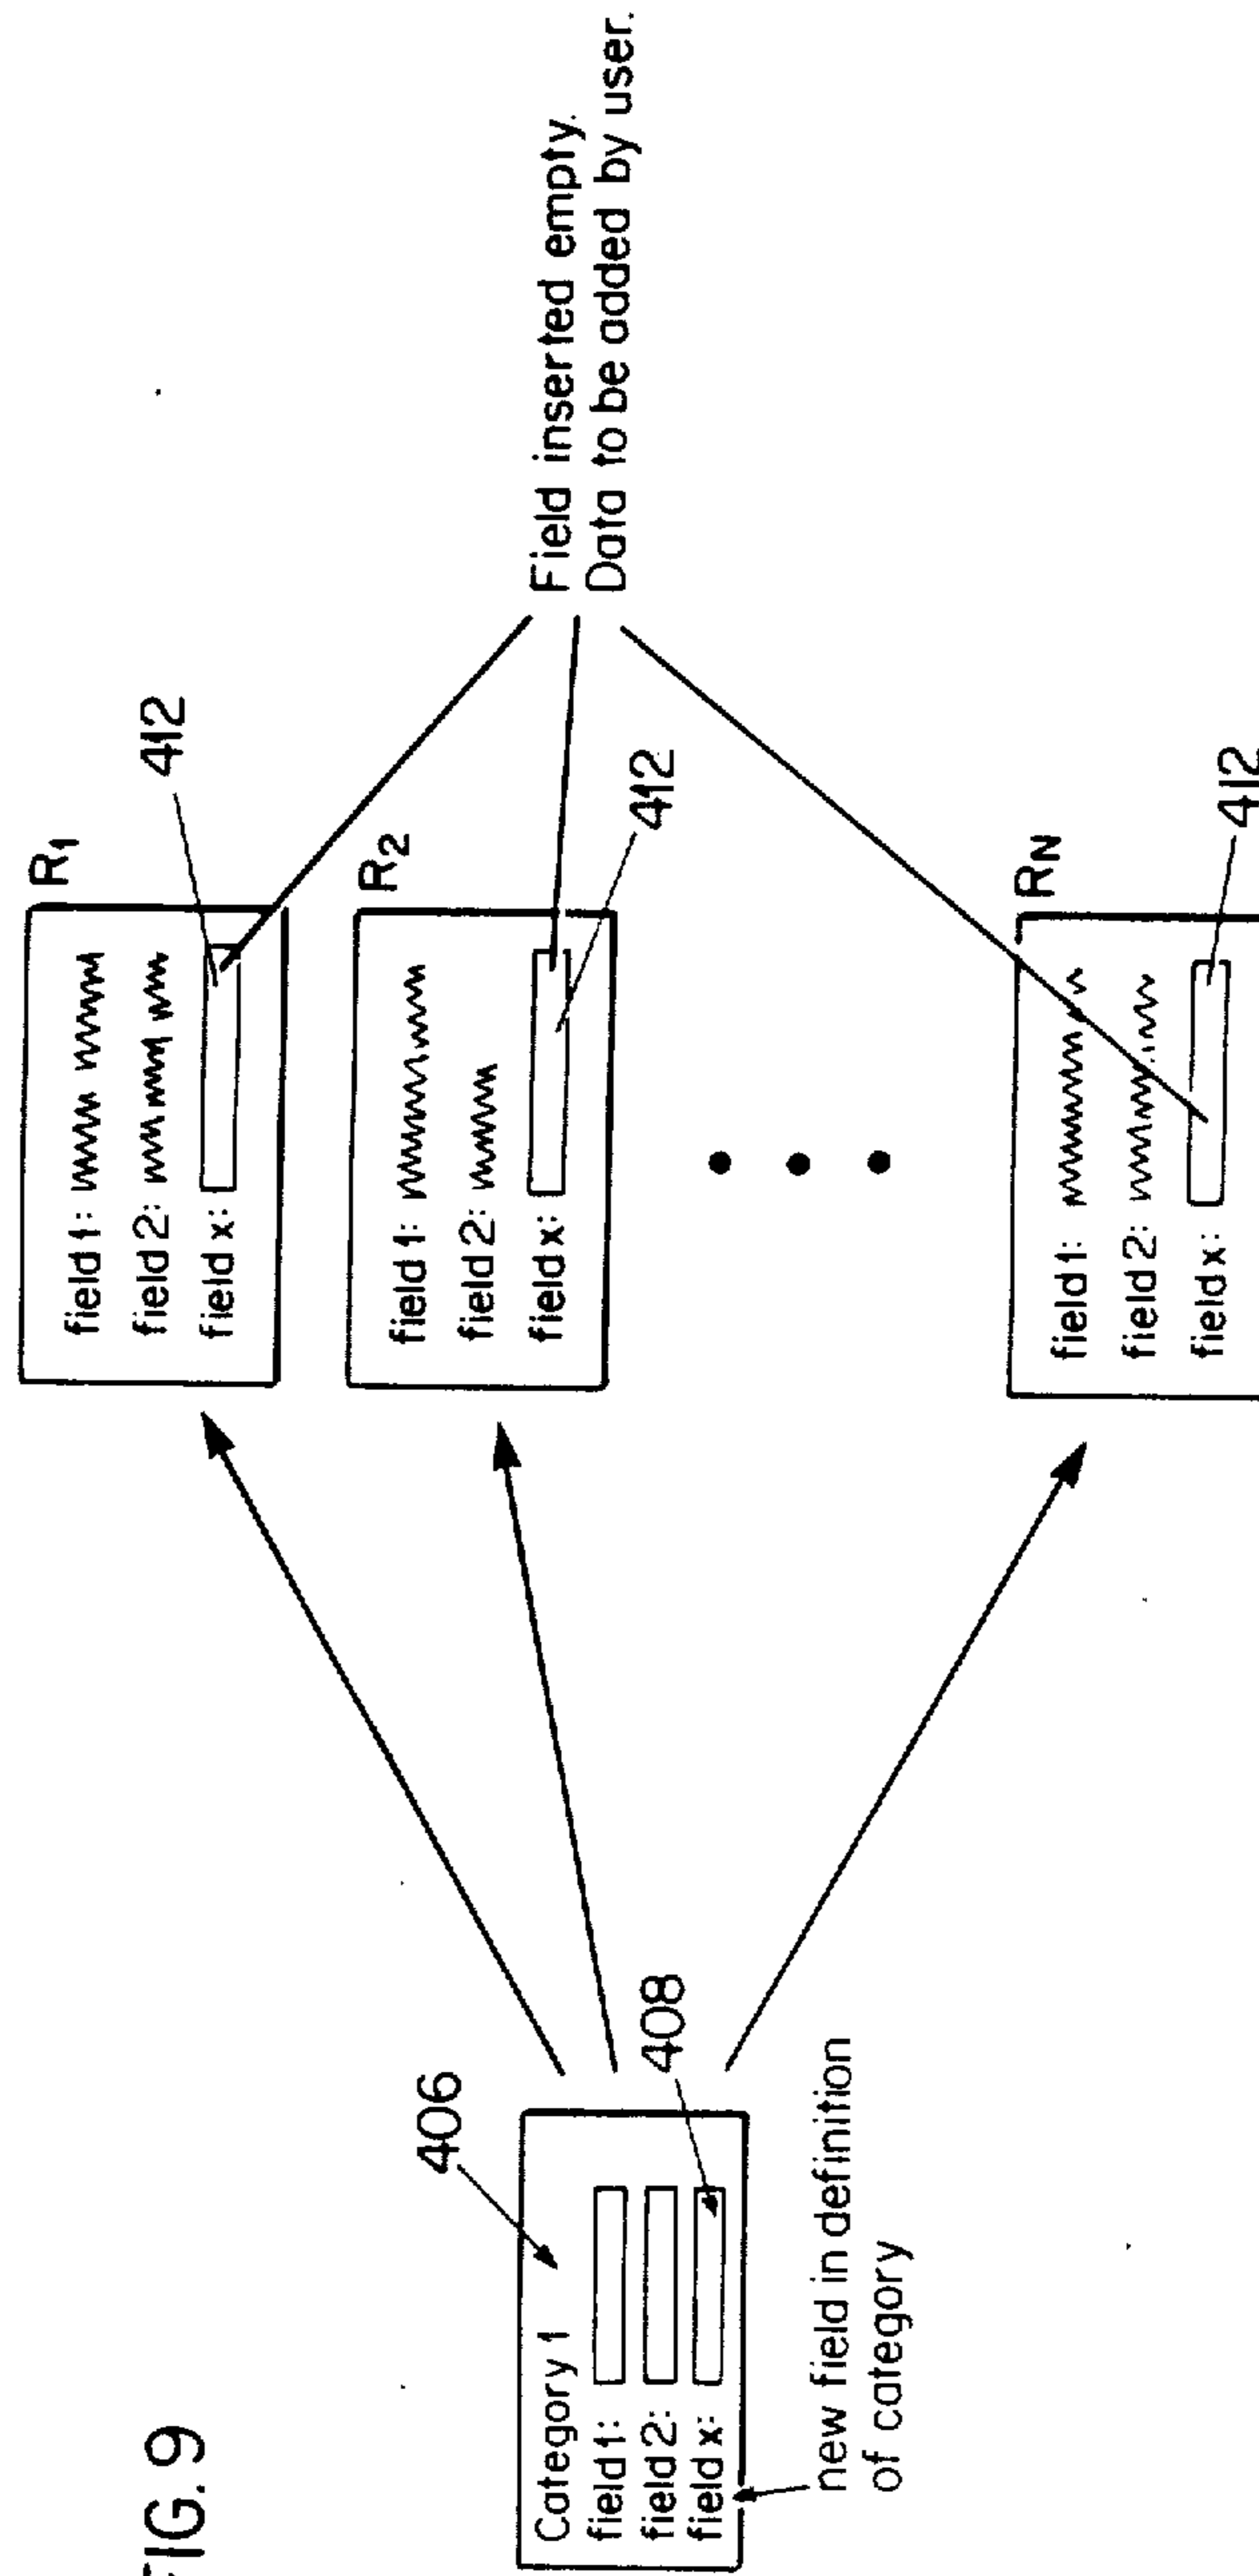 FIG. 9
Category 1
field 1:
field 2:
field x:
406
408
new field in definition
of category
R1
field 1:
field 2:
field x:
412
R2
field 1:
field 2:
field x:
412
RN
field 1:
field 2:
field x:
412
Field inserted empty.
Data to be added by user.